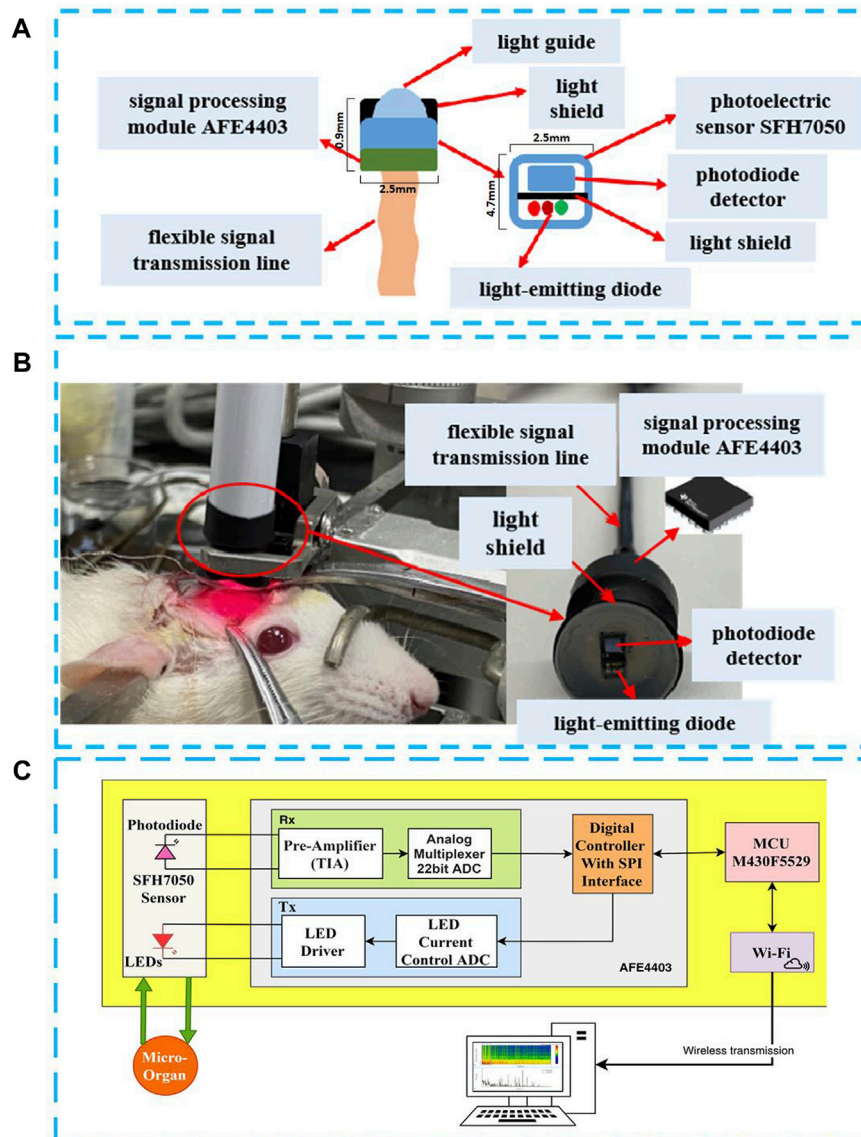 A
light guide
signal processing
module AFE4403
light
shield
photoelectric
sensor SFH7050
0.9mm
2.5mm
2.5mm
4.7mm
photodiode
detector
flexible signal
transmission line
light shield
light-emitting diode
B
flexible signal
transmission line
signal processing
module AFE4403
light
shield
photodiode
detector
light-emitting diode
C
Photodiode
SFH7050
Sensor
LEDs
Rx
Pre-Amplifier
(TIA)
Analog
Multiplexer
22bit ADC
Digital
Controller
With SPI
Interface
MCU
M430F5529
Tx
LED
Driver
LED
Current
Control ADC
AFE4403
Wi-Fi
Micro-
Organ
Wireless transmission